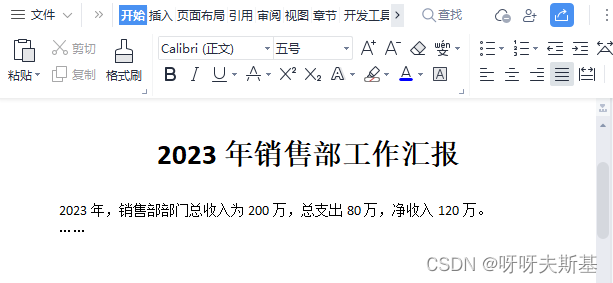 文件 开始 插入 页面布局 引用 审阅 视图 章节 开发工具 查找
剪切 Calibri (正文) 五号 A⁺ A⁻ wén 变
粘贴 复制 格式刷 B I U A X² X₂ A A A
2023 年销售部工作汇报
2023 年，销售部部门总收入为 200 万，总支出 80 万，净收入 120 万。
……
CSDN @呀呀夫斯基